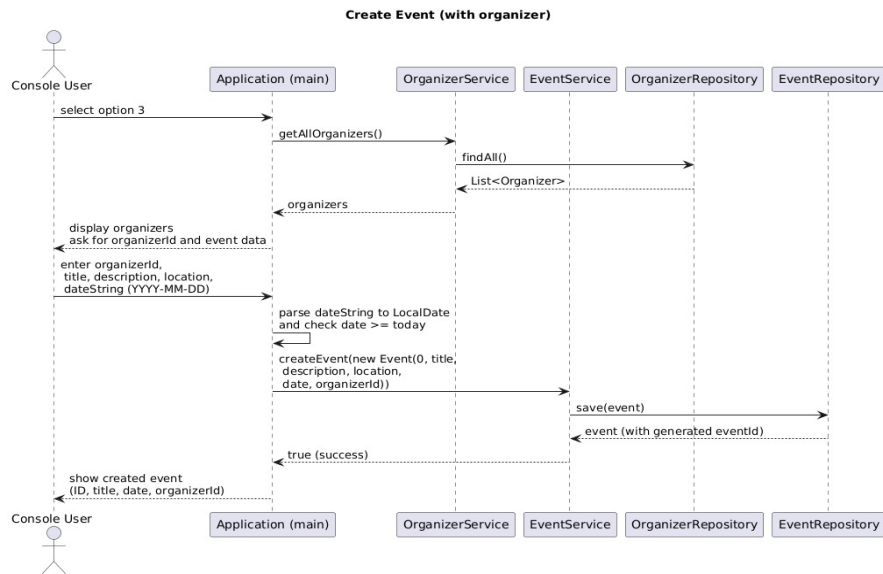 Create Event (with organizer)
Console User
Application (main)
OrganizerService
EventService
OrganizerRepository
EventRepository
select option 3
getAllOrganizers()
findAll()
List<Organizer>
organizers
display organizers
ask for organizerId and event data
enter organizerId,
title, description, location,
dateString (YYYY-MM-DD)
parse dateString to LocalDate
and check date >= today
createEvent(new Event(0, title,
description, location,
date, organizerId))
save(event)
event (with generated eventId)
true (success)
show created event
(ID, title, date, organizerId)
Console User
Application (main)
OrganizerService
EventService
OrganizerRepository
EventRepository